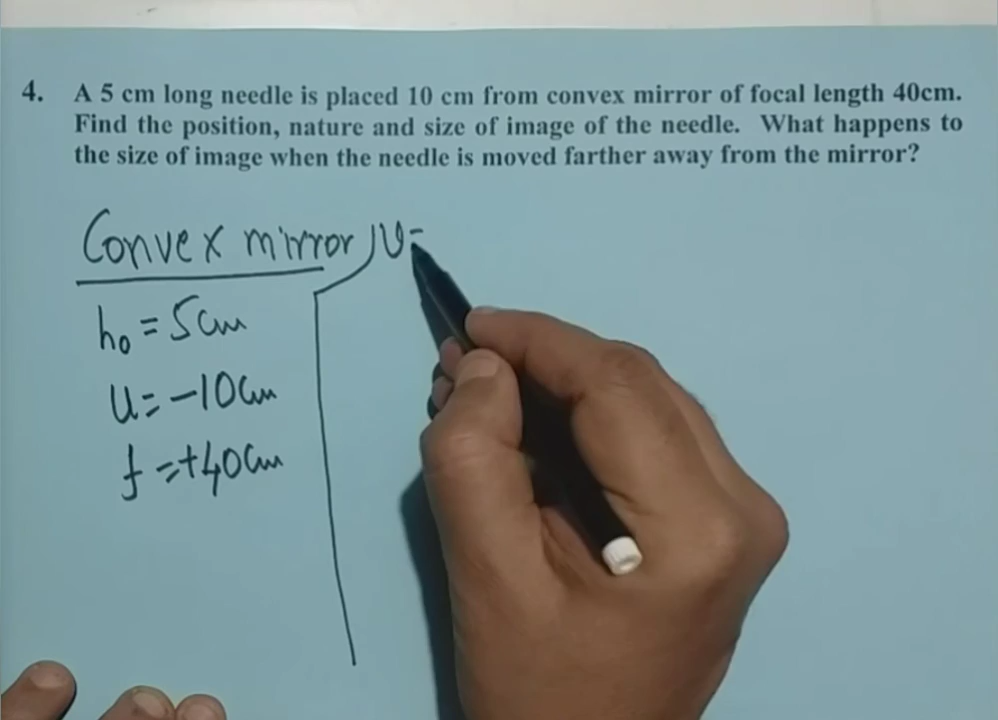 4. A 5 cm long needle is placed 10 cm from convex mirror of focal length 40cm.
Find the position, nature and size of image of the needle. What happens to
the size of image when the needle is moved farther away from the mirror?
Convex mirror
h₀ = 5cm
u = -10cm
f = +40cm
) v =